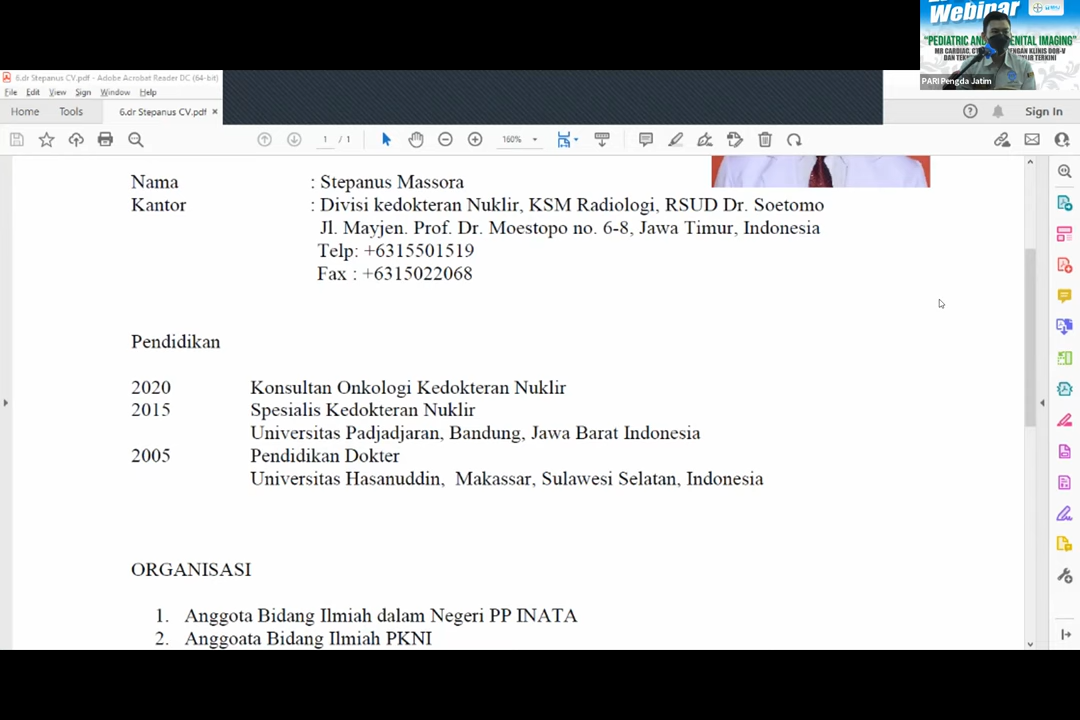 Webinar
"PEDIATRIC AND
ENITAL IMAGING"
PARI Pengda Jatim
6.dr Stepanus CV.pdf - Adobe Acrobat Reader DC (64-bit)
File Edit View Sign Window Help
Home Tools 6.dr Stepanus CV.pdf × Sign In
1 / 1 160%
Nama : Stepanus Massora
Kantor : Divisi kedokteran Nuklir, KSM Radiologi, RSUD Dr. Soetomo
Jl. Mayjen. Prof. Dr. Moestopo no. 6-8, Jawa Timur, Indonesia
Telp: +6315501519
Fax : +6315022068
Pendidikan
2020 Konsultan Onkologi Kedokteran Nuklir
2015 Spesialis Kedokteran Nuklir
Universitas Padjadjaran, Bandung, Jawa Barat Indonesia
2005 Pendidikan Dokter
Universitas Hasanuddin, Makassar, Sulawesi Selatan, Indonesia
ORGANISASI
1. Anggota Bidang Ilmiah dalam Negeri PP INATA
2. Anggoata Bidang Ilmiah PKNI